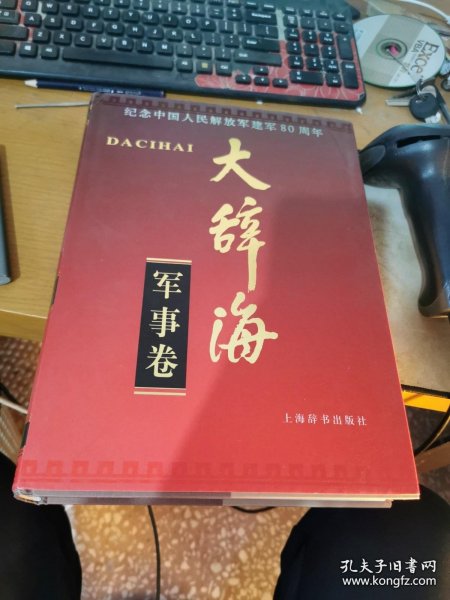 纪念中国人民解放军建军80周年
DACIHAI
大辞海
军事卷
上海辞书出版社
Exce
孔夫子旧书网
www.kongfz.com